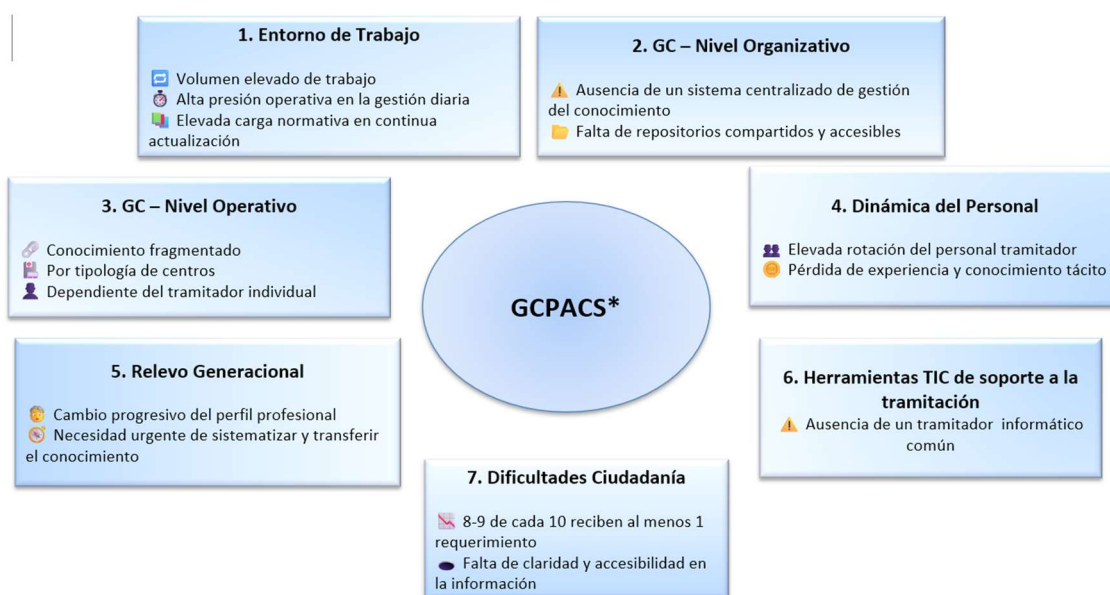 1. Entorno de Trabajo
Volumen elevado de trabajo
Alta presión operativa en la gestión diaria
Elevada carga normativa en continua
actualización
2. GC – Nivel Organizativo
Ausencia de un sistema centralizado de gestión
del conocimiento
Falta de repositorios compartidos y accesibles
3. GC – Nivel Operativo
Conocimiento fragmentado
Por tipología de centros
Dependiente del tramitador individual
GCPACS*
4. Dinámica del Personal
Elevada rotación del personal tramitador
Pérdida de experiencia y conocimiento tácito
5. Relevo Generacional
Cambio progresivo del perfil profesional
Necesidad urgente de sistematizar y transferir
el conocimiento
6. Herramientas TIC de soporte a la
tramitación
Ausencia de un tramitador informático
común
7. Dificultades Ciudadanía
8-9 de cada 10 reciben al menos 1
requerimiento
Falta de claridad y accesibilidad en
la información